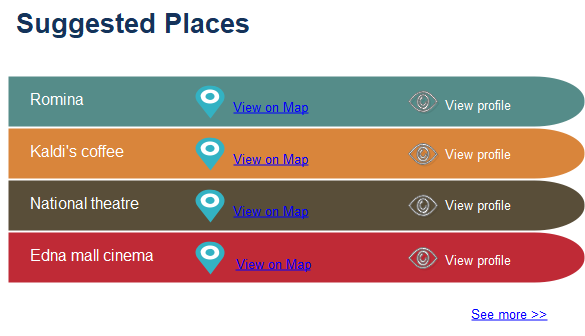 Suggested Places
Romina View on Map View profile
Kaldi's coffee View on Map View profile
National theatre View on Map View profile
Edna mall cinema View on Map View profile
See more >>